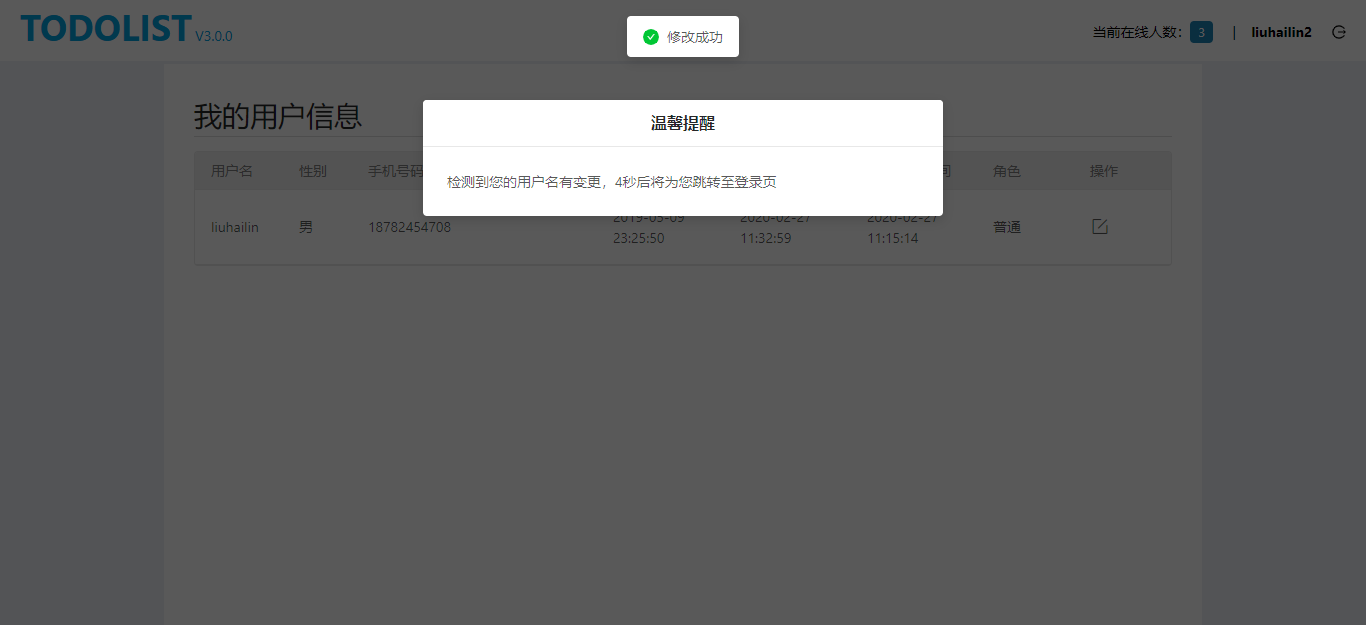 TODOLIST V3.0.0
修改成功
当前在线人数： 3 | liuhailin2
我的用户信息
温馨提醒
检测到您的用户名有变更，4秒后将为您跳转至登录页
用户名 性别 手机号码 间 角色 操作
liuhailin 男 18782454708 2019-05-09 23:25:50 2020-02-27 11:32:59 2020-02-27 11:15:14 普通